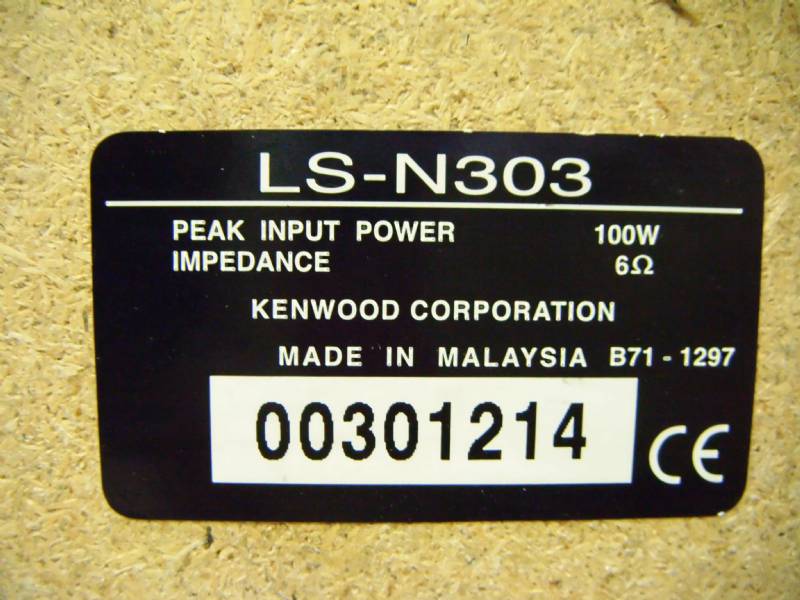 LS-N303
PEAK INPUT POWER 100W
IMPEDANCE 6Ω
KENWOOD CORPORATION
MADE IN MALAYSIA B71-1297
00301214
CE